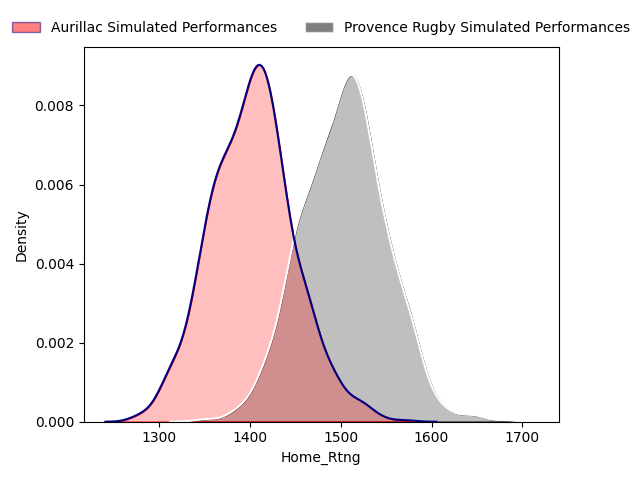 Aurillac Simulated Performances Provence Rugby Simulated Performances
0.008
0.006
0.004
0.002
0.000
Density
1300 1400 1500 1600 1700
Home_Rtng